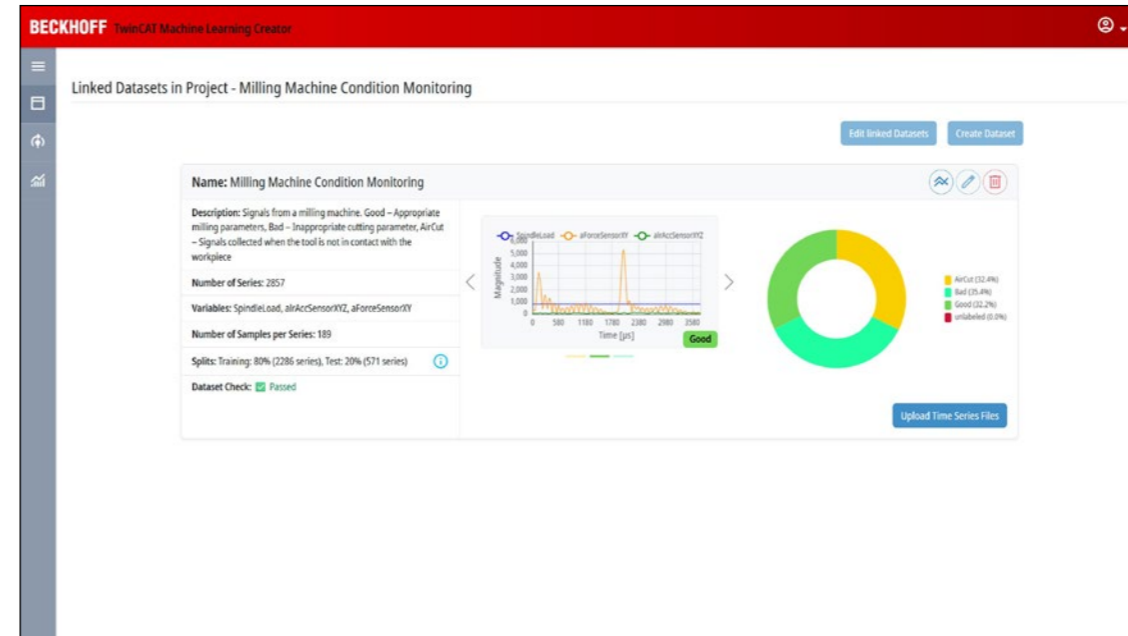 BECKHOFF TwinCAT Machine Learning Creator
Linked Datasets in Project - Milling Machine Condition Monitoring
Edit linked Datasets
Create Dataset
Name: Milling Machine Condition Monitoring
Description: Signals from a milling machine. Good – Appropriate
milling parameters, Bad – Inappropriate cutting parameter, AirCut
– Signals collected when the tool is not in contact with the
workpiece
Number of Series: 2857
Variables: SpindleLoad, aIrAccSensorXYZ, aForceSensorXY
Number of Samples per Series: 189
Splits: Training: 80% (2286 series), Test: 20% (571 series)
Dataset Check: Passed
SpindleLoad aForceSensorXY aIrAccSensorXYZ
Magnitude
6,000
5,000
4,000
3,000
2,000
1,000
0
0 580 1180 1780 2380 2980 3580
Time [µs]
Good
AirCut (32.4%)
Bad (35.4%)
Good (32.2%)
unlabeled (0.0%)
Upload Time Series Files